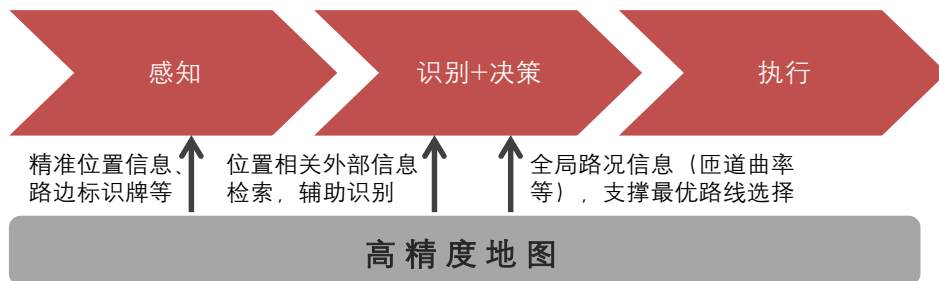 感知
识别+决策
执行
精准位置信息、
路边标识牌等
位置相关外部信息
检索，辅助识别
全局路况信息（匝道曲率
等），支撑最优路线选择
高精度地图